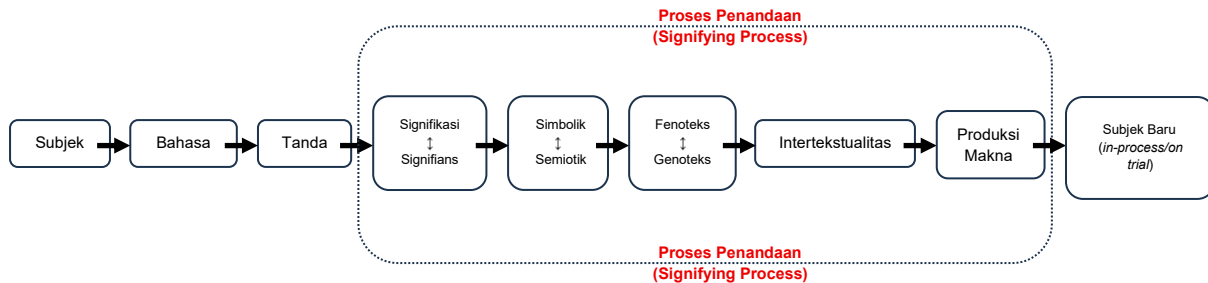 Proses Penandaan
(Signifying Process)
Subjek
Bahasa
Tanda
Signifikasi
↕
Signifians
Simbolik
↕
Semiotik
Fenoteks
↕
Genoteks
Intertekstualitas
Produksi
Makna
Subjek Baru
(in-process/on
trial)
Proses Penandaan
(Signifying Process)